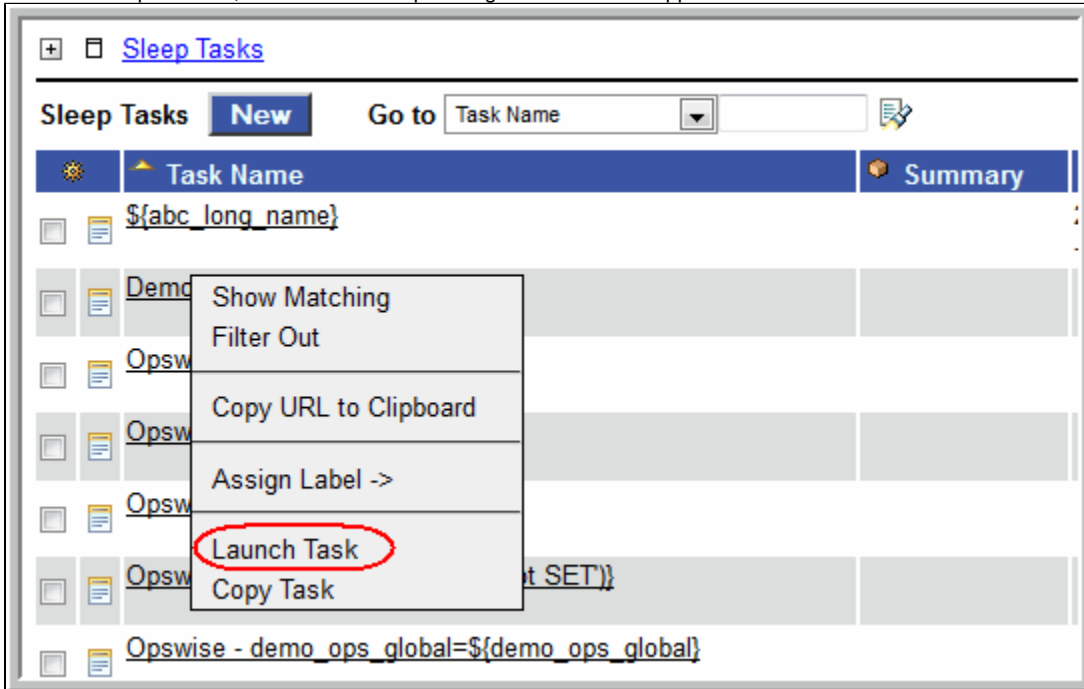 Sleep Tasks
Sleep Tasks New Go to Task Name
Task Name Summary
${abc_long_name}
Demo
Show Matching
Filter Out
Opsw
Copy URL to Clipboard
Opsw
Assign Label ->
Opsw
Launch Task
Opsw t SET')}
Copy Task
Opswise - demo_ops_global=${demo_ops_global}